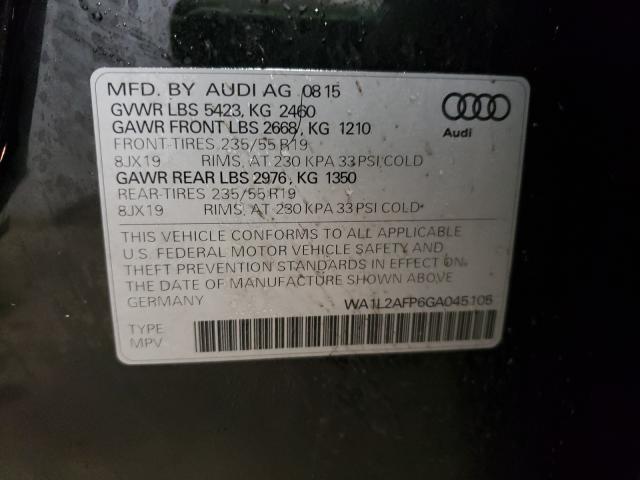 MFD. BY AUDI AG 0815
GVWR LBS 5423, KG 2460
GAWR FRONT LBS 2668, KG 1210
FRONT-TIRES 235/55 R19
8JX19 RIMS, AT 230 KPA 33 PSI COLD
GAWR REAR LBS 2976, KG 1350
REAR-TIRES 235/55 R19
8JX19 RIMS, AT 230 KPA 33 PSI COLD
Audi
THIS VEHICLE CONFORMS TO ALL APPLICABLE
U.S. FEDERAL MOTOR VEHICLE SAFETY AND
THEFT PREVENTION STANDARDS IN EFFECT ON
THE DATE OF MANUFACTURE SHOWN ABOVE
GERMANY WA1L2AFP6GA045105
TYPE
MPV